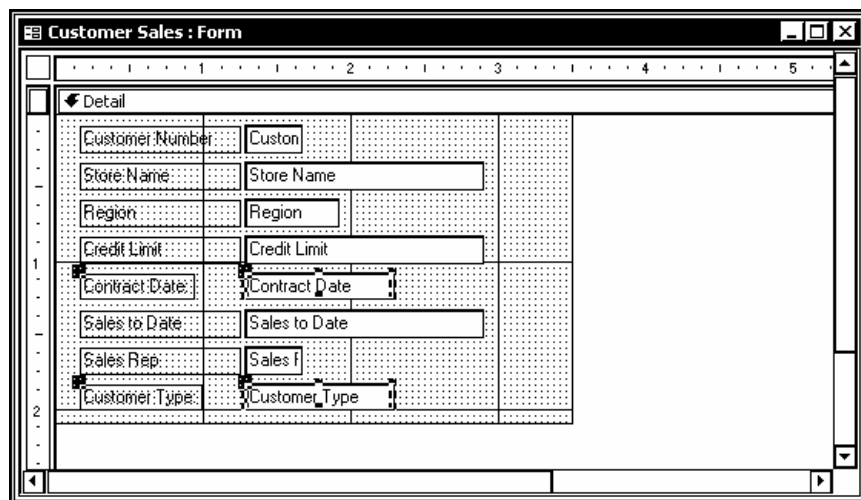 Customer Sales : Form
1 2 3 4 5
Detail
Customer Number Custon
Store Name Store Name
Region Region
Credit Limit Credit Limit
1
Contract Date: Contract Date
Sales to Date Sales to Date
Sales Rep Sales F
Customer Type: Customer Type
2